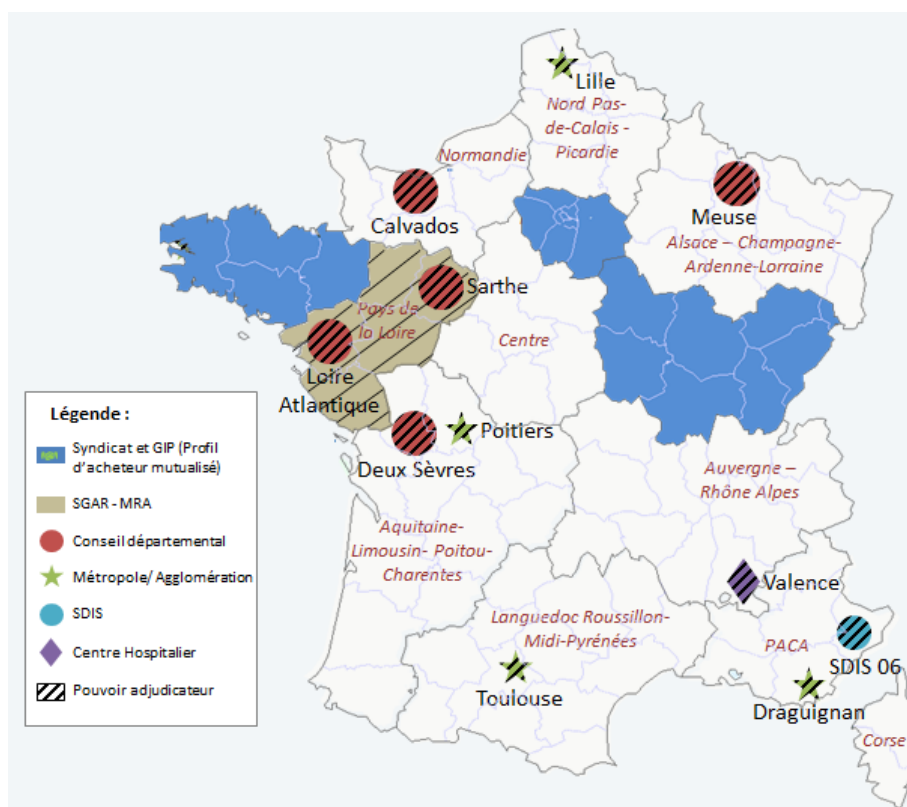 Lille
Nord Pas-
de-Calais -
Picardie
Normandie
Calvados
Meuse
Alsace – Champagne-
Ardenne-Lorraine
Sarthe
Pays de
la Loire
Centre
Loire
Atlantique
Poitiers
Deux Sèvres
Auvergne –
Rhône Alpes
Aquitaine-
Limousin- Poitou-
Charentes
Valence
Languedoc Roussillon-
Midi-Pyrénées
PACA
SDIS 06
Toulouse
Draguignan
Corse
Légende :
Syndicat et GIP (Profil
d'acheteur mutualisé)
SGAR - MRA
Conseil départemental
Métropole/ Agglomération
SDIS
Centre Hospitalier
Pouvoir adjudicateur